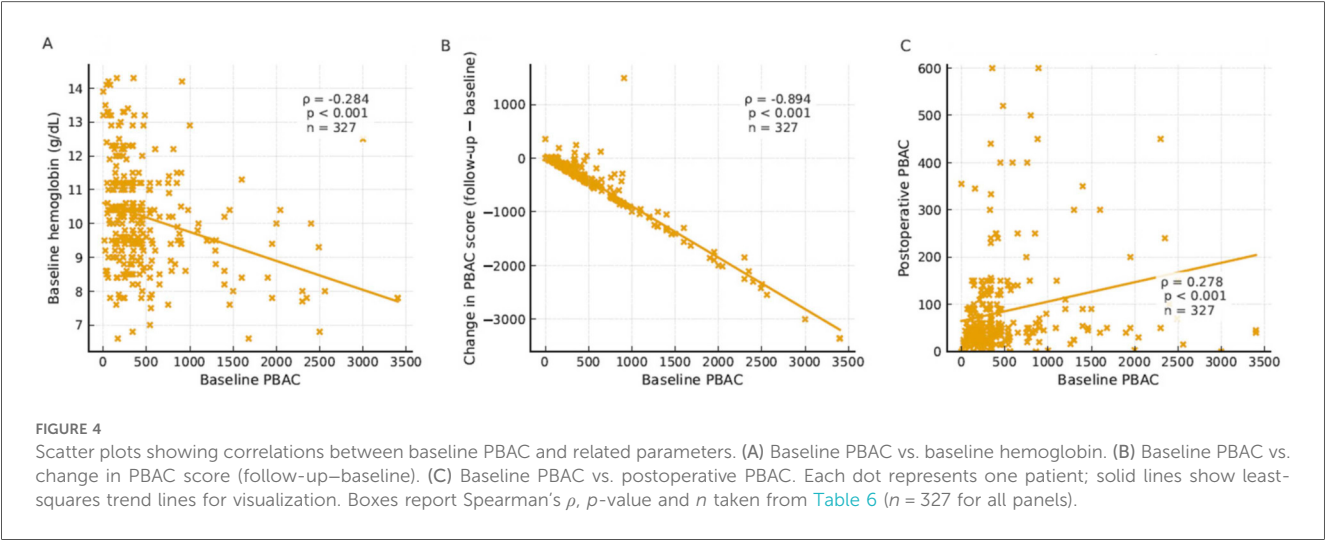 A
Baseline hemoglobin (g/dL)
14
13
12
11
10
9
8
7
ρ = -0.284
p < 0.001
n = 327
0 500 1000 1500 2000 2500 3000 3500
Baseline PBAC
B
Change in PBAC score (follow-up − baseline)
1000
0
−1000
−2000
−3000
ρ = -0.894
p < 0.001
n = 327
0 500 1000 1500 2000 2500 3000 3500
Baseline PBAC
C
Postoperative PBAC
600
500
400
300
200
100
0
ρ = 0.278
p < 0.001
n = 327
0 500 1000 1500 2000 2500 3000 3500
Baseline PBAC
FIGURE 4
Scatter plots showing correlations between baseline PBAC and related parameters. (A) Baseline PBAC vs. baseline hemoglobin. (B) Baseline PBAC vs.
change in PBAC score (follow-up−baseline). (C) Baseline PBAC vs. postoperative PBAC. Each dot represents one patient; solid lines show least-
squares trend lines for visualization. Boxes report Spearman's ρ, p-value and n taken from Table 6 (n = 327 for all panels).